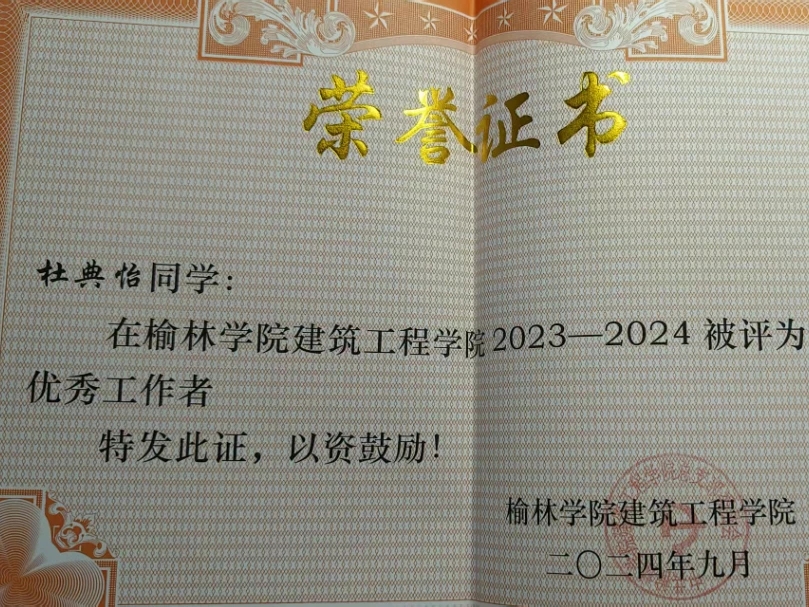 荣誉证书
杜典怡同学：
在榆林学院建筑工程学院2023—2024被评为
优秀工作者
特发此证，以资鼓励！
榆林学院建筑工程学院
二〇二四年九月